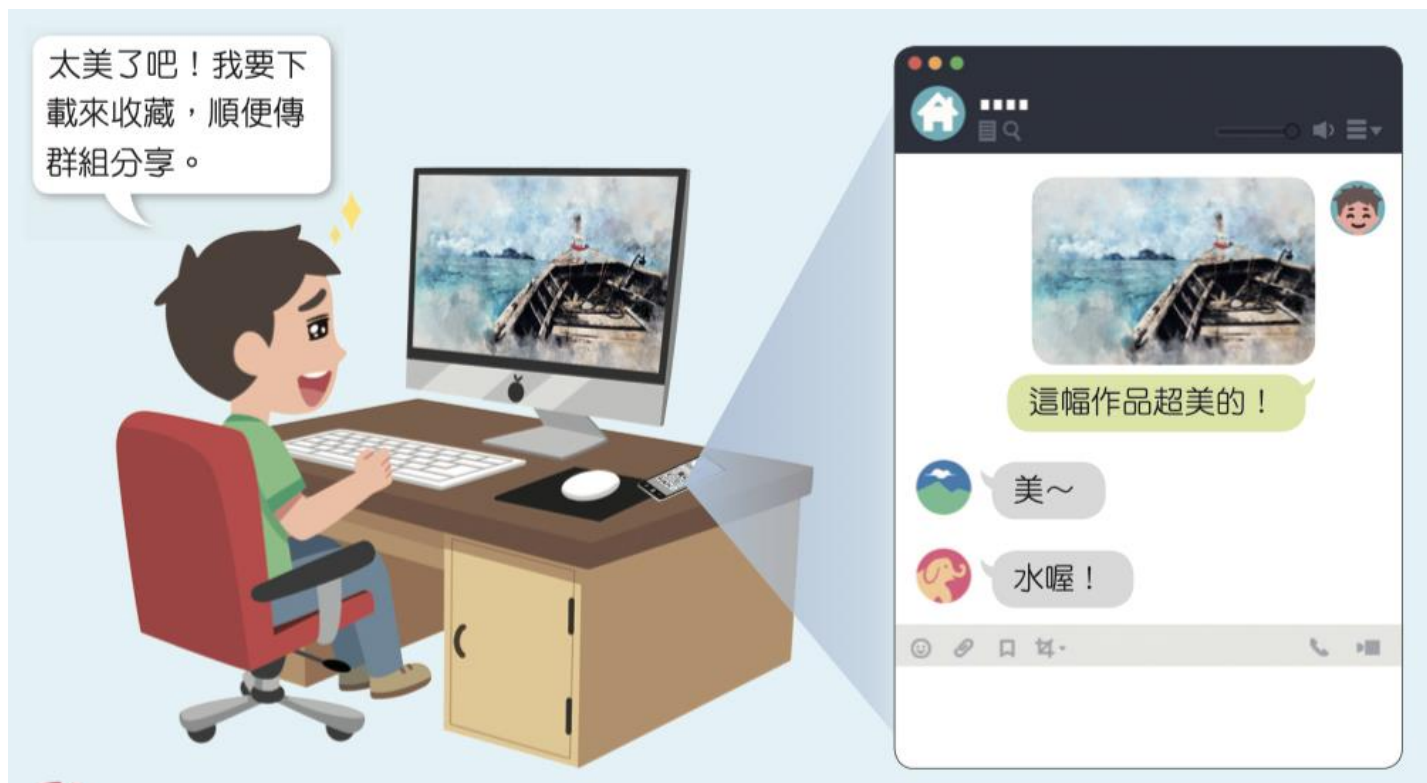 太美了吧！我要下
載來收藏，順便傳
群組分享。
這幅作品超美的！
美～
水喔！